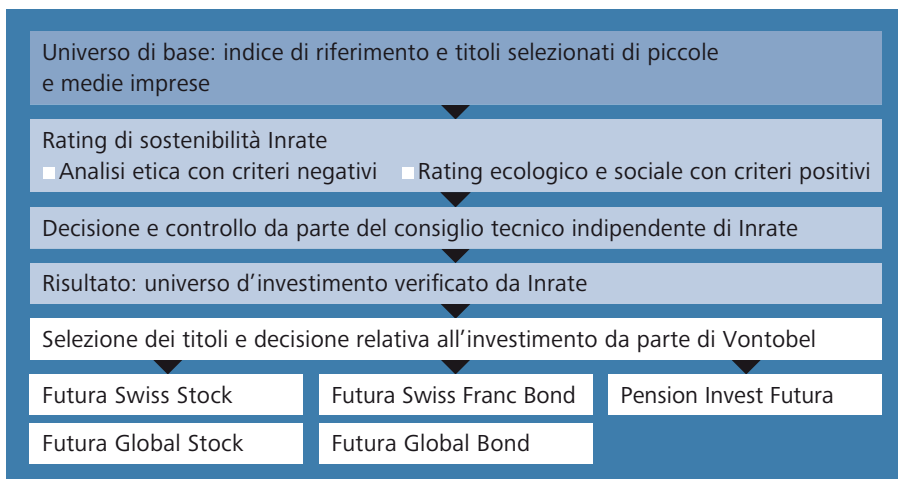 Universo di base: indice di riferimento e titoli selezionati di piccole
e medie imprese
Rating di sostenibilità Inrate
Analisi etica con criteri negativi Rating ecologico e sociale con criteri positivi
Decisione e controllo da parte del consiglio tecnico indipendente di Inrate
Risultato: universo d’investimento verificato da Inrate
Selezione dei titoli e decisione relativa all’investimento da parte di Vontobel
Futura Swiss Stock
Futura Swiss Franc Bond
Pension Invest Futura
Futura Global Stock
Futura Global Bond